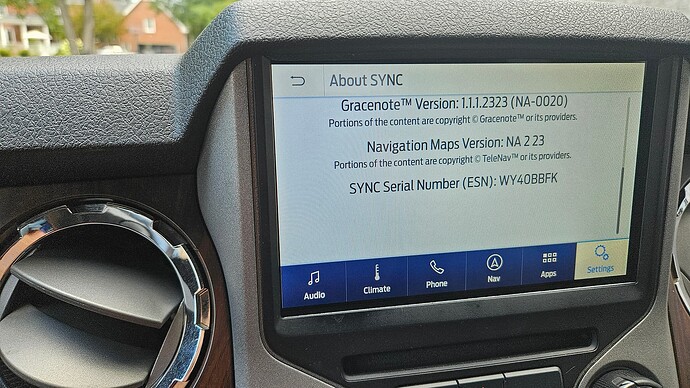 About SYNC
Gracenote™ Version: 1.1.1.2323 (NA-0020)
Portions of the content are copyright © Gracenote™ or its providers.
Navigation Maps Version: NA 2 23
Portions of the content are copyright © TeleNav™ or its providers.
SYNC Serial Number (ESN): WY40BBFK
Audio
Climate
Phone
Nav
Apps
Settings